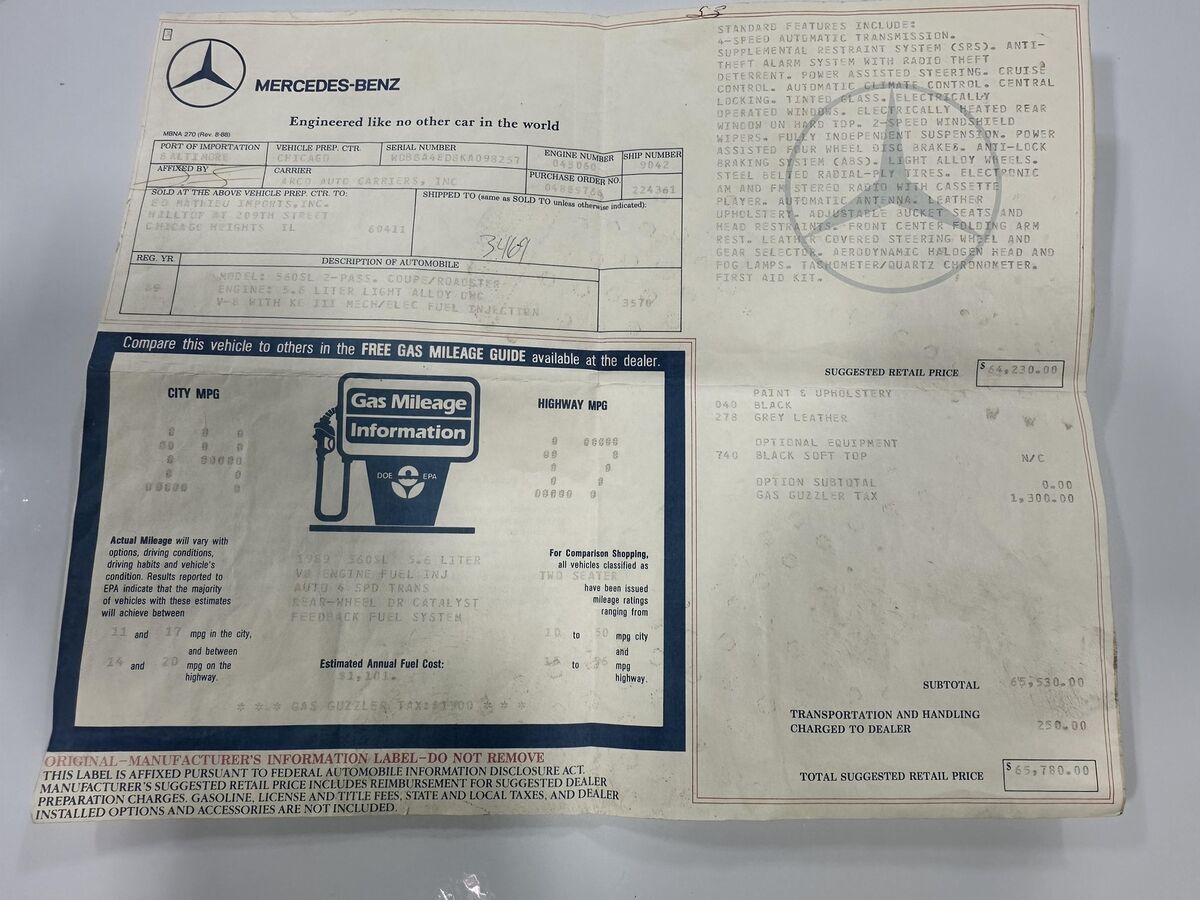 MERCEDES-BENZ
Engineered like no other car in the world
MBNA 270 (Rev. 8-88)
PORT OF IMPORTATION
BALTIMORE
VEHICLE PREP. CTR.
CHICAGO
SERIAL NUMBER
WDBBA48D8KA098257
ENGINE NUMBER
048060
SHIP NUMBER
9042
AFFIXED BY
CARRIER
ARCO AUTO CARRIERS, INC
PURCHASE ORDER NO.
04885786
224361
SOLD AT THE ABOVE VEHICLE PREP. CTR. TO:
ED MATHIEU IMPORTS,INC.
HILLTOP AT 209TH STREET
CHICAGO HEIGHTS IL 60411
SHIPPED TO (same as SOLD TO unless otherwise indicated):
3469
REG. YR.
DESCRIPTION OF AUTOMOBILE
89
MODEL: 560SL 2-PASS. COUPE/ROADSTER
ENGINE: 5.6 LITER LIGHT ALLOY OHC
V-8 WITH KE III MECH/ELEC FUEL INJECTION
3570
Compare this vehicle to others in the FREE GAS MILEAGE GUIDE available at the dealer.
CITY MPG
Gas Mileage
Information
DOE EPA
HIGHWAY MPG
Actual Mileage will vary with
options, driving conditions,
driving habits and vehicle's
condition. Results reported to
EPA indicate that the majority
of vehicles with these estimates
will achieve between
11 and 17 mpg in the city,
and between
14 and 20 mpg on the
highway.
1989 560SL 5.6 LITER
V8 ENGINE FUEL INJ
AUTO 4 SPD TRANS
REAR-WHEEL DR CATALYST
FEEDBACK FUEL SYSTEM
Estimated Annual Fuel Cost:
$1,101.
* * * GAS GUZZLER TAX:$1300 * * *
For Comparison Shopping,
all vehicles classified as
TWO SEATER
have been issued
mileage ratings
ranging from
10 to 50 mpg city
and
to mpg
highway.
ORIGINAL-MANUFACTURER'S INFORMATION LABEL-DO NOT REMOVE
THIS LABEL IS AFFIXED PURSUANT TO FEDERAL AUTOMOBILE INFORMATION DISCLOSURE ACT.
MANUFACTURER'S SUGGESTED RETAIL PRICE INCLUDES REIMBURSEMENT FOR SUGGESTED DEALER
PREPARATION CHARGES. GASOLINE, LICENSE AND TITLE FEES, STATE AND LOCAL TAXES, AND DEALER
INSTALLED OPTIONS AND ACCESSORIES ARE NOT INCLUDED.
STANDARD FEATURES INCLUDE:
4-SPEED AUTOMATIC TRANSMISSION.
SUPPLEMENTAL RESTRAINT SYSTEM (SRS). ANTI-
THEFT ALARM SYSTEM WITH RADIO THEFT
DETERRENT. POWER ASSISTED STEERING. CRUISE
CONTROL. AUTOMATIC CLIMATE CONTROL. CENTRAL
LOCKING. TINTED GLASS. ELECTRICALLY
OPERATED WINDOWS. ELECTRICALLY HEATED REAR
WINDOW ON HARD TOP. 2-SPEED WINDSHIELD
WIPERS. FULLY INDEPENDENT SUSPENSION. POWER
ASSISTED FOUR WHEEL DISC BRAKES. ANTI-LOCK
BRAKING SYSTEM (ABS). LIGHT ALLOY WHEELS.
STEEL BELTED RADIAL-PLY TIRES. ELECTRONIC
AM AND FM STEREO RADIO WITH CASSETTE
PLAYER. AUTOMATIC ANTENNA. LEATHER
UPHOLSTERY. ADJUSTABLE BUCKET SEATS AND
HEAD RESTRAINTS. FRONT CENTER FOLDING ARM
REST. LEATHER COVERED STEERING WHEEL AND
GEAR SELECTOR. AERODYNAMIC HALOGEN HEAD AND
FOG LAMPS. TACHOMETER/QUARTZ CHRONOMETER.
FIRST AID KIT.
SUGGESTED RETAIL PRICE $64,230.00
PAINT & UPHOLSTERY
040 BLACK
278 GREY LEATHER
OPTIONAL EQUIPMENT
740 BLACK SOFT TOP N/C
OPTION SUBTOTAL 0.00
GAS GUZZLER TAX 1,300.00
SUBTOTAL 65,530.00
TRANSPORTATION AND HANDLING
CHARGED TO DEALER 250.00
TOTAL SUGGESTED RETAIL PRICE $65,780.00